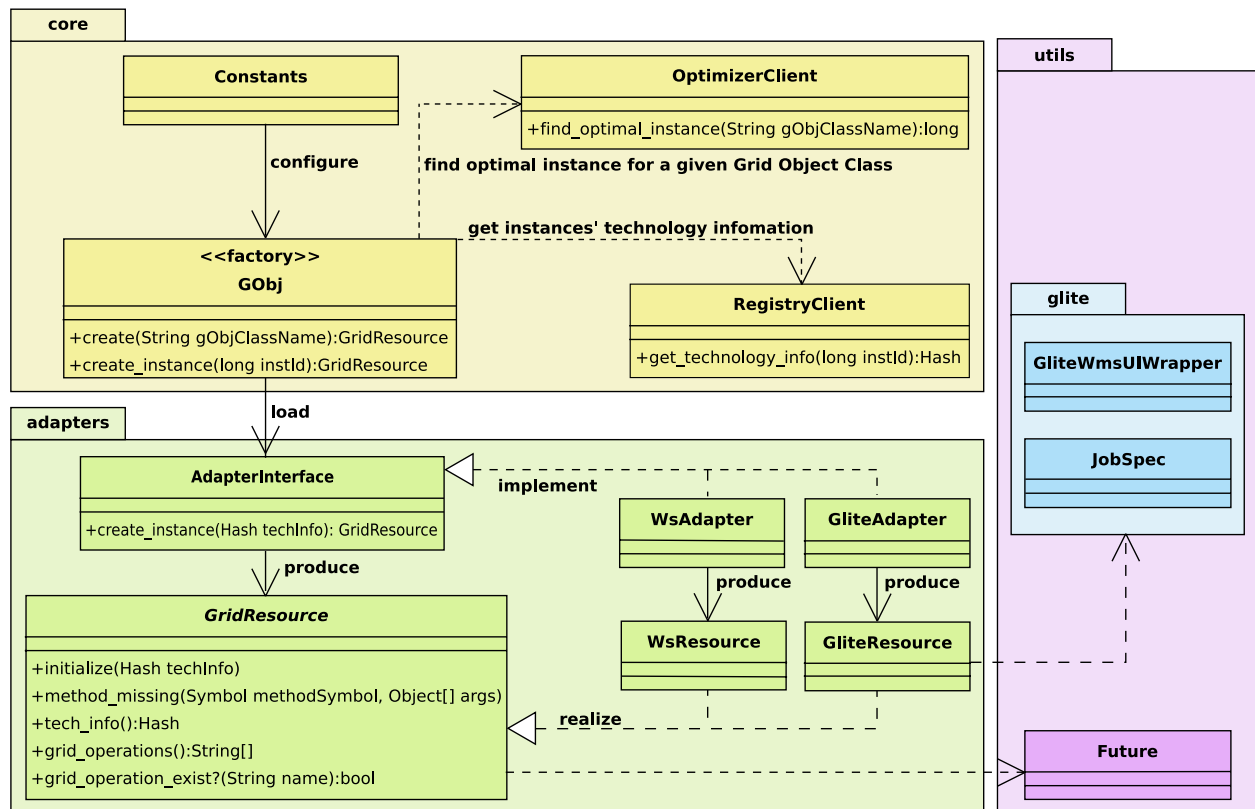 core
Constants
OptimizerClient
+find_optimal_instance(String gObjClassName):long
configure
find optimal instance for a given Grid Object Class
get instances' technology infomation
<<factory>>
GObj
+create(String gObjClassName):GridResource
+create_instance(long instId):GridResource
RegistryClient
+get_technology_info(long instId):Hash
load
utils
glite
GliteWmsUIWrapper
JobSpec
adapters
AdapterInterface
+create_instance(Hash techInfo): GridResource
implement
WsAdapter
GliteAdapter
produce
produce
produce
GridResource
+initialize(Hash techInfo)
+method_missing(Symbol methodSymbol, Object[] args)
+tech_info():Hash
+grid_operations():String[]
+grid_operation_exist?(String name):bool
WsResource
GliteResource
realize
Future